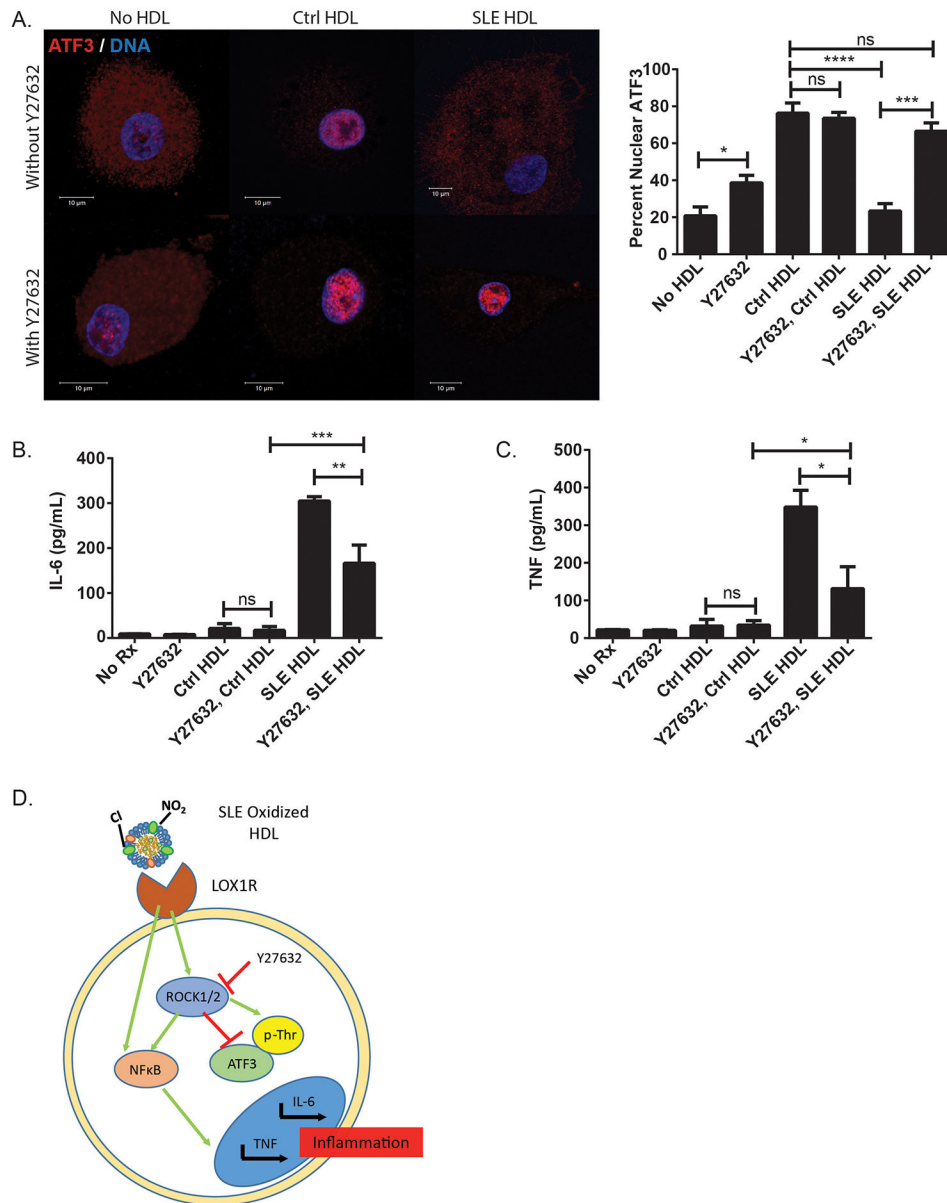 A.
No HDL
Ctrl HDL
SLE HDL
ATF3 / DNA
Without Y27632
With Y27632
10 μm
10 μm
10 μm
10 μm
10 μm
10 μm
Percent Nuclear ATF3
100
80
60
40
20
0
*
ns
****
ns
***
No HDL
Y27632
Ctrl HDL
Y27632, Ctrl HDL
SLE HDL
Y27632, SLE HDL
B.
IL-6 (pg/mL)
400
300
200
100
0
ns
***
**
No Rx
Y27632
Ctrl HDL
Y27632, Ctrl HDL
SLE HDL
Y27632, SLE HDL
C.
TNF (pg/mL)
500
400
300
200
100
0
ns
*
*
No Rx
Y27632
Ctrl HDL
Y27632, Ctrl HDL
SLE HDL
Y27632, SLE HDL
D.
Cl
NO2
SLE Oxidized
HDL
LOX1R
Y27632
ROCK1/2
p-Thr
ATF3
NFκB
IL-6
TNF
Inflammation